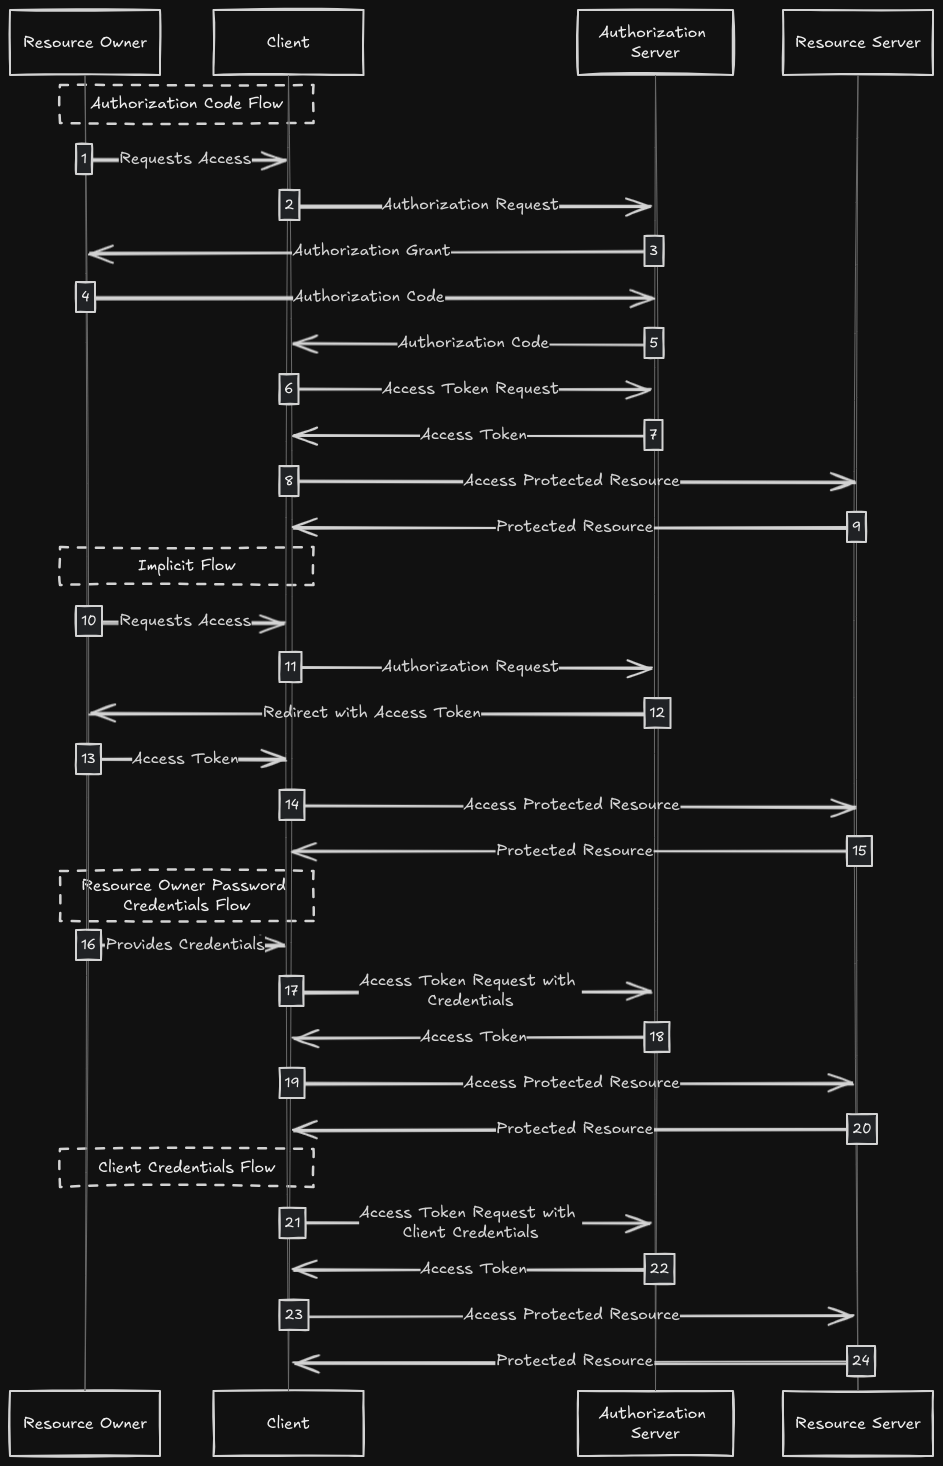 Resource Owner
Client
Authorization
Server
Resource Server
Authorization Code Flow
1 Requests Access
2 Authorization Request
Authorization Grant 3
4 Authorization Code
Authorization Code 5
6 Access Token Request
Access Token 7
8 Access Protected Resource
Protected Resource 9
Implicit Flow
10 Requests Access
11 Authorization Request
Redirect with Access Token 12
13 Access Token
14 Access Protected Resource
Protected Resource 15
Resource Owner Password
Credentials Flow
16 Provides Credentials
17 Access Token Request with
Credentials
Access Token 18
19 Access Protected Resource
Protected Resource 20
Client Credentials Flow
21 Access Token Request with
Client Credentials
Access Token 22
23 Access Protected Resource
Protected Resource 24
Resource Owner
Client
Authorization
Server
Resource Server